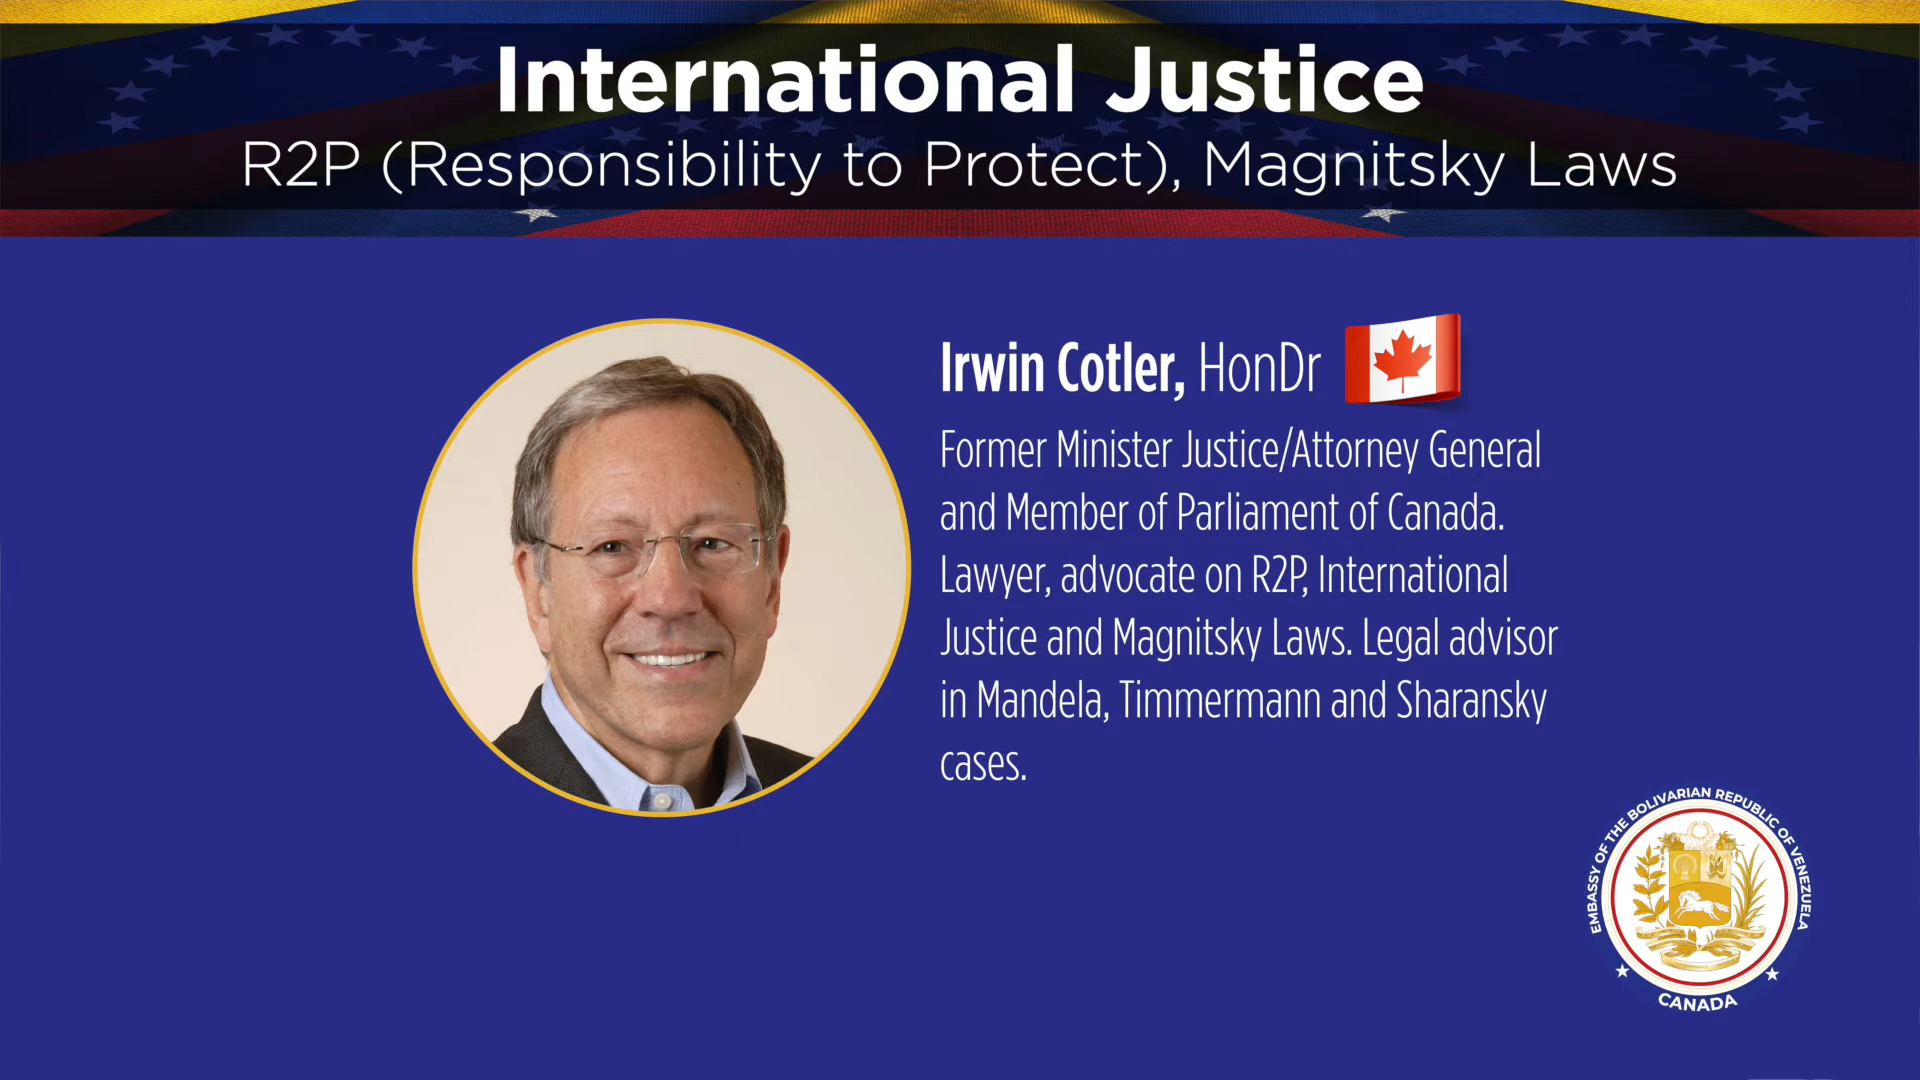 International Justice
R2P (Responsibility to Protect), Magnitsky Laws
Irwin Cotler, HonDr
Former Minister Justice/Attorney General
and Member of Parliament of Canada.
Lawyer, advocate on R2P, International
Justice and Magnitsky Laws. Legal advisor
in Mandela, Timmermann and Sharansky
cases.
EMBASSY OF THE BOLIVARIAN REPUBLIC OF VENEZUELA
CANADA